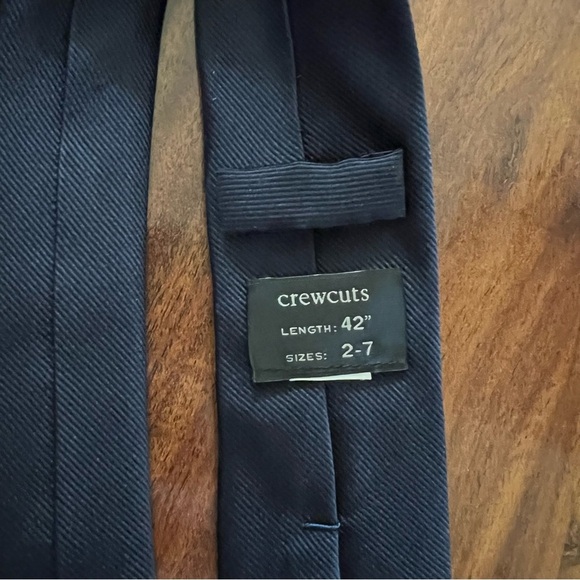 crewcuts
LENGTH: 42"
SIZES: 2-7